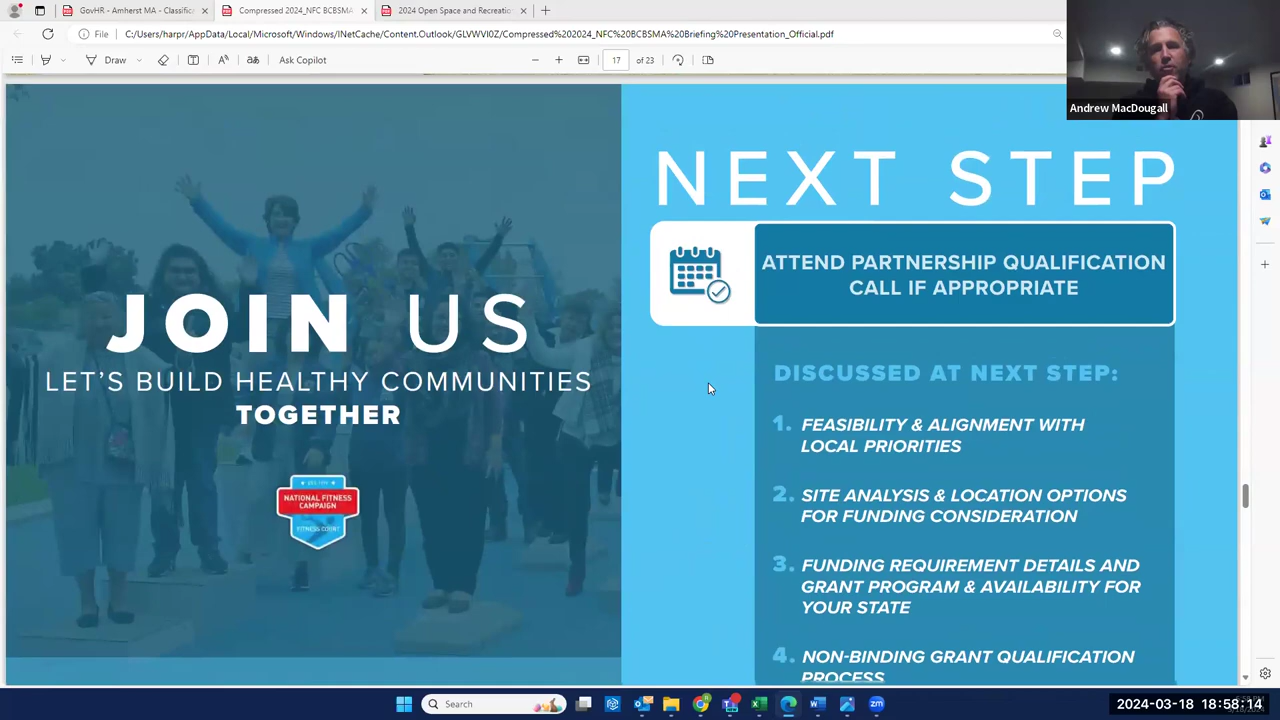 GovHR - Amherst MA - Classific
Compressed 2024_NFC BCBSMA
2024 Open Space and Recreation
File
C:/Users/harpr/AppData/Local/Microsoft/Windows/INetCache/Content.Outlook/GLVWVI0Z/Compressed%202024_NFC%20BCBSMA%20Briefing%20Presentation_Official.pdf
Draw
Ask Copilot
17 of 23
Andrew MacDougall
JOIN US
LET'S BUILD HEALTHY COMMUNITIES
TOGETHER
NATIONAL FITNESS
CAMPAIGN
FITNESS COURT
NEXT STEP
ATTEND PARTNERSHIP QUALIFICATION
CALL IF APPROPRIATE
DISCUSSED AT NEXT STEP:
1. FEASIBILITY & ALIGNMENT WITH
LOCAL PRIORITIES
2. SITE ANALYSIS & LOCATION OPTIONS
FOR FUNDING CONSIDERATION
3. FUNDING REQUIREMENT DETAILS AND
GRANT PROGRAM & AVAILABILITY FOR
YOUR STATE
4. NON-BINDING GRANT QUALIFICATION
PROCESS
Search
2024-03-18 18:58:14